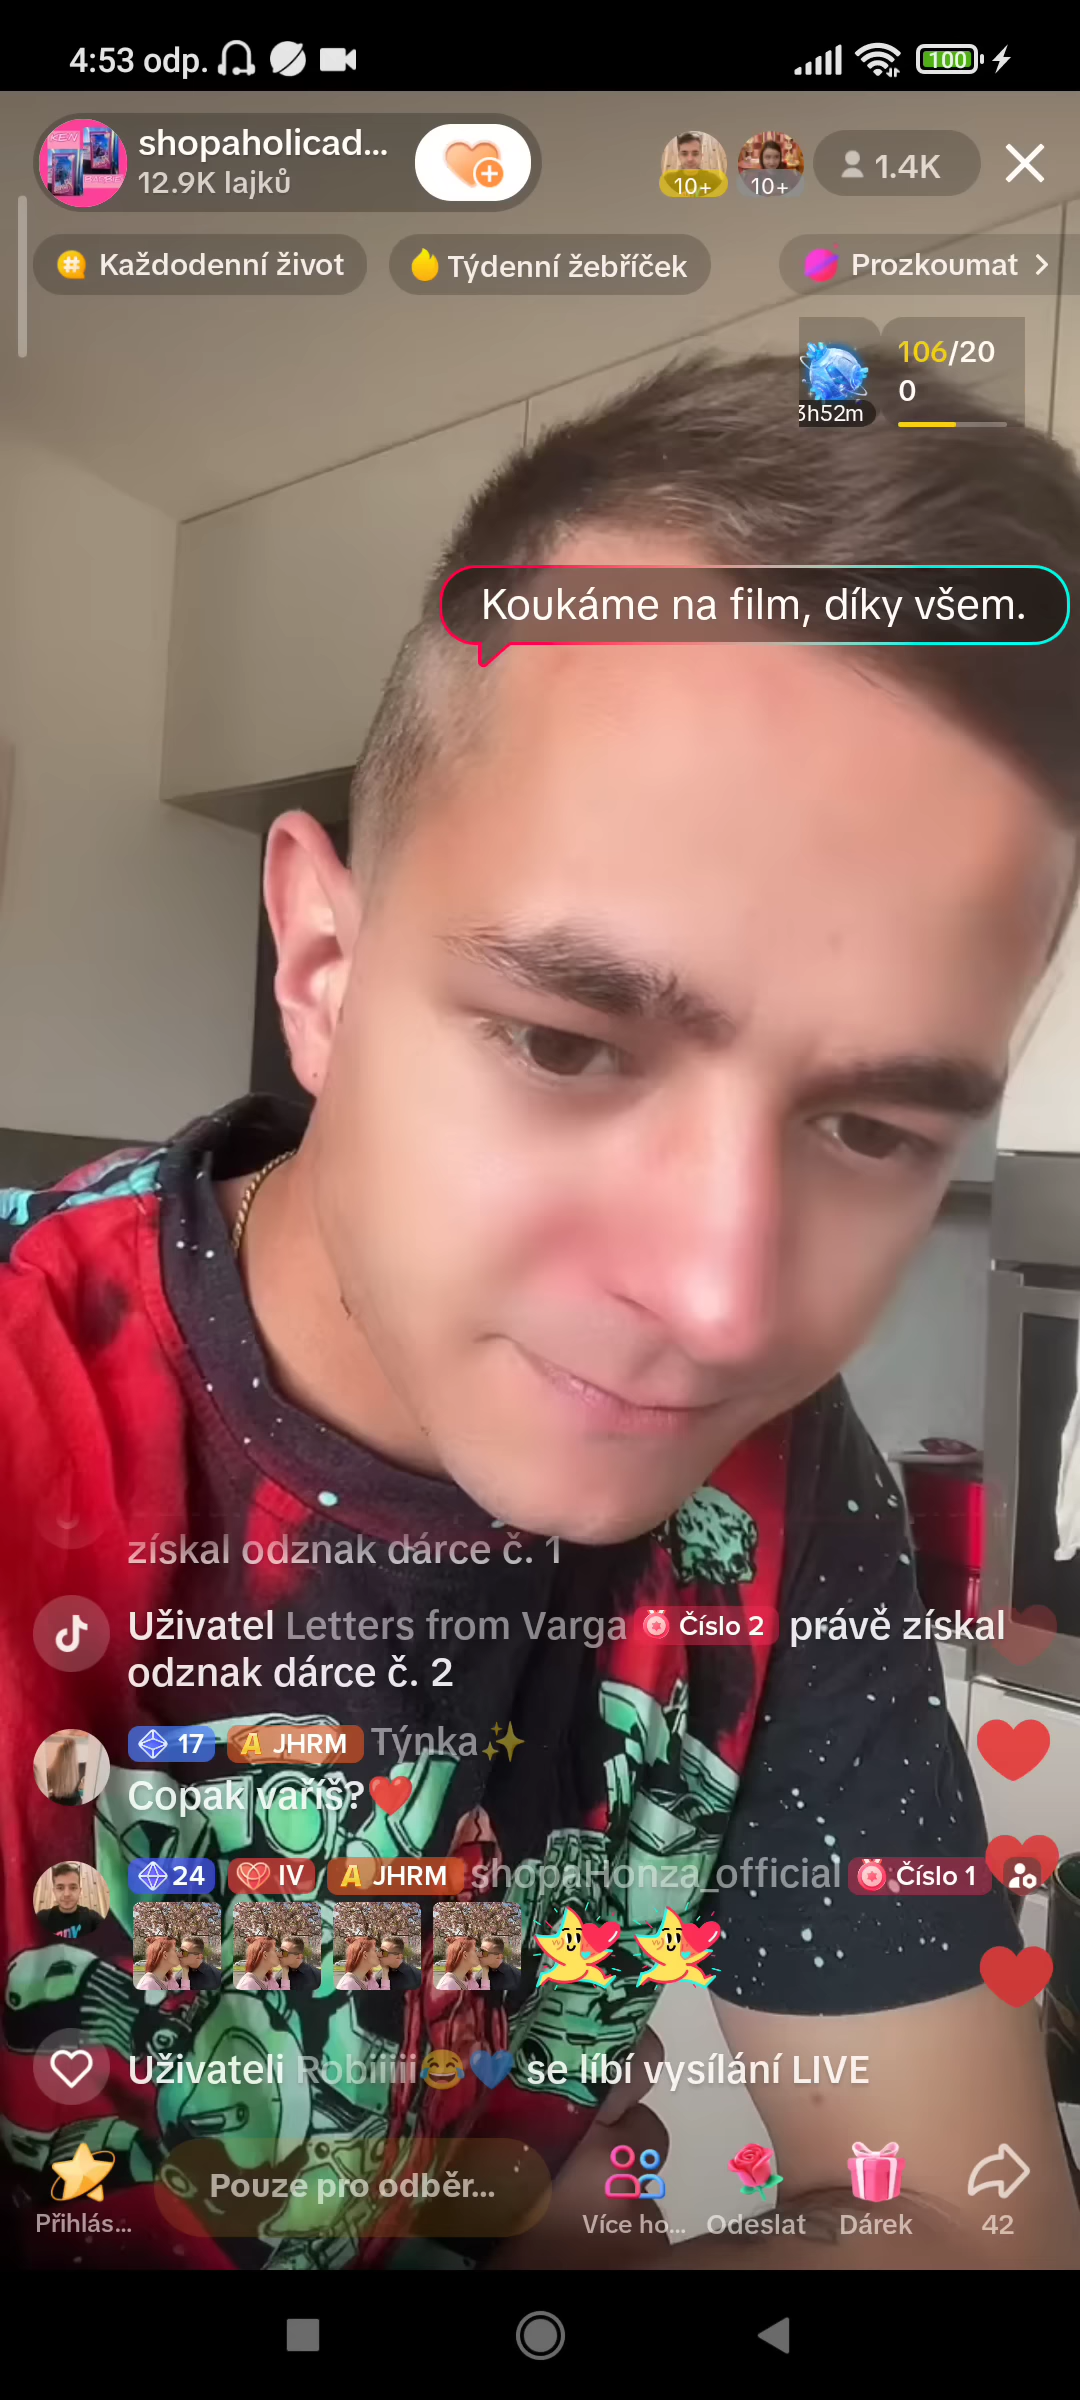 4:53 odp.
100
shopaholicad...
12.9K lajků
10+
10+
1.4K
Každodenní život
Týdenní žebříček
Prozkoumat
106/20
0
3h52m
Koukáme na film, díky všem.
získal odznak dárce č. 1
Uživatel Letters from Varga Číslo 2 právě získal
odznak dárce č. 2
17 A JHRM Týnka
Copak vaříš?
24 IV A JHRM shopaHonza_official Číslo 1
Uživateli Robiiiii se líbí vysílání LIVE
Pouze pro odběr...
Přihlás... Více ho... Odeslat Dárek 42